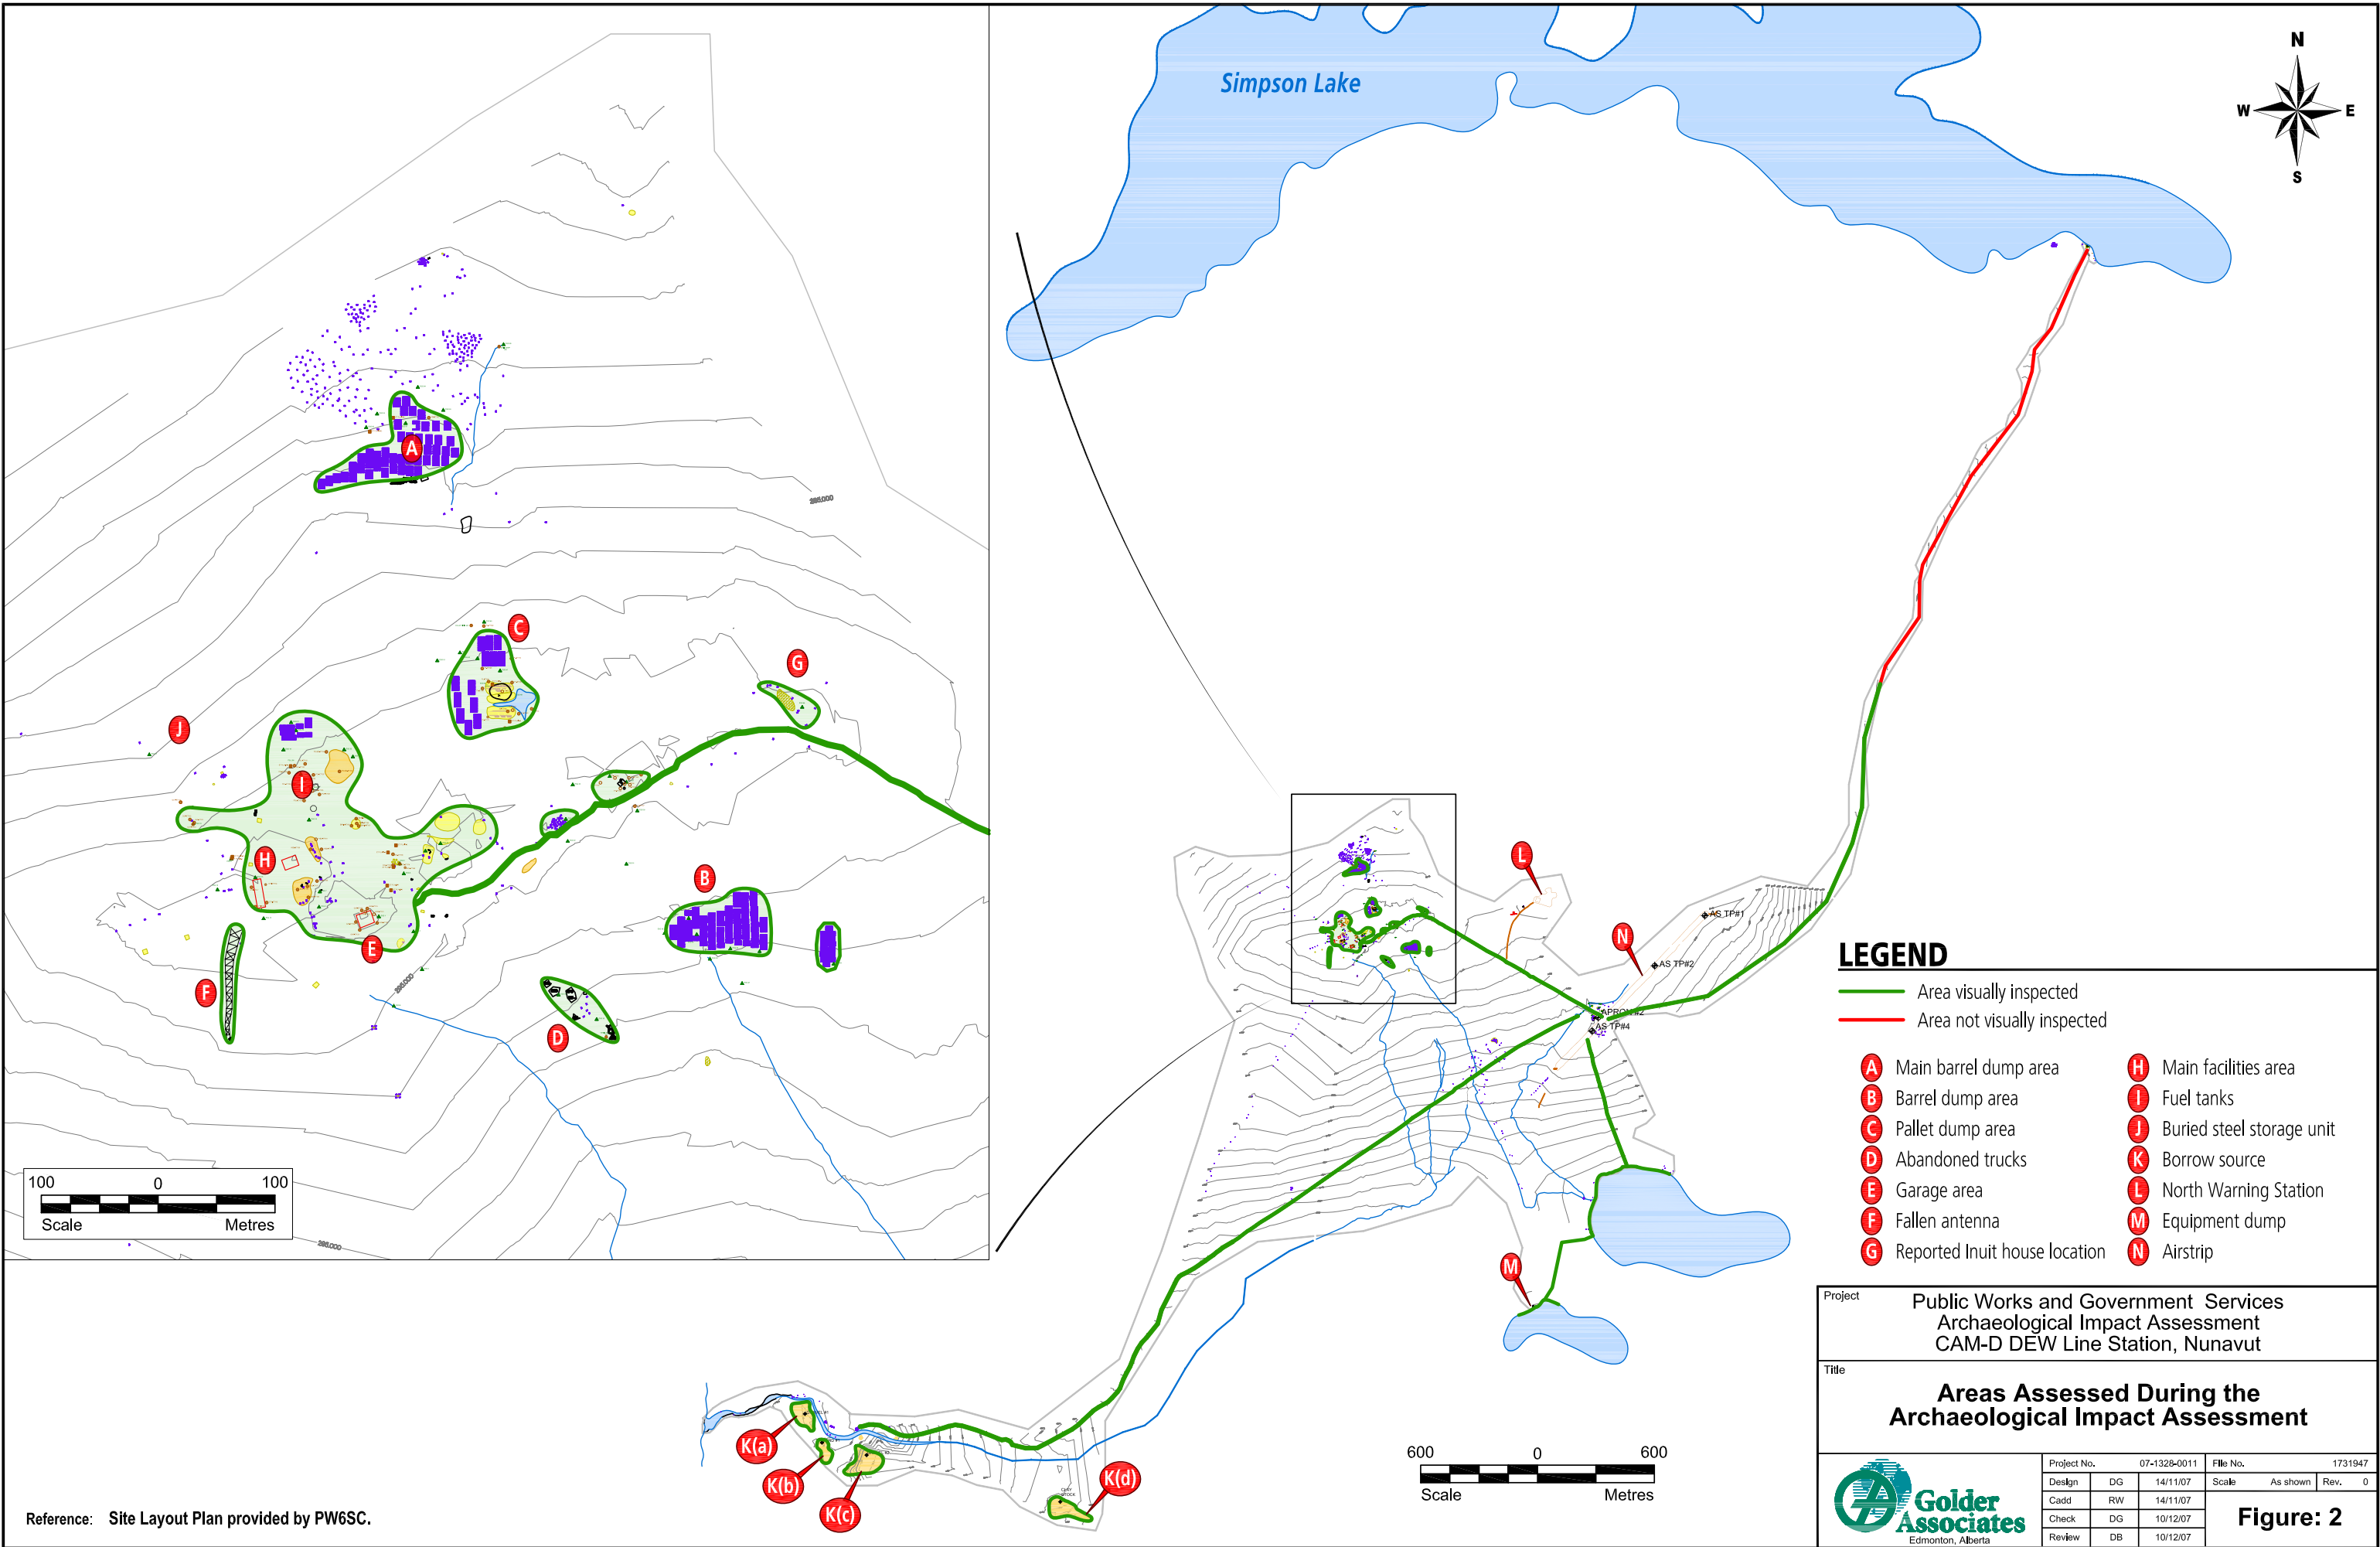 Simpson Lake
N
W
E
S
A
C
G
J
I
H
B
E
F
D
285.000
100 0 100
Scale Metres
L
N
AS TP#1
AS TP#2
APRON #2
AS TP#4
M
K(a)
K(b)
K(c)
K(d)
600 0 600
Scale Metres
Reference: Site Layout Plan provided by PW6SC.
LEGEND
Area visually inspected
Area not visually inspected
A Main barrel dump area
B Barrel dump area
C Pallet dump area
D Abandoned trucks
E Garage area
F Fallen antenna
G Reported Inuit house location
H Main facilities area
I Fuel tanks
J Buried steel storage unit
K Borrow source
L North Warning Station
M Equipment dump
N Airstrip
Project
Public Works and Government Services
Archaeological Impact Assessment
CAM-D DEW Line Station, Nunavut
Title
Areas Assessed During the
Archaeological Impact Assessment
Golder
Associates
Edmonton, Alberta
Project No. 07-1328-0011 File No. 1731947
Design DG 14/11/07 Scale As shown Rev. 0
Cadd RW 14/11/07
Check DG 10/12/07
Review DB 10/12/07
Figure: 2